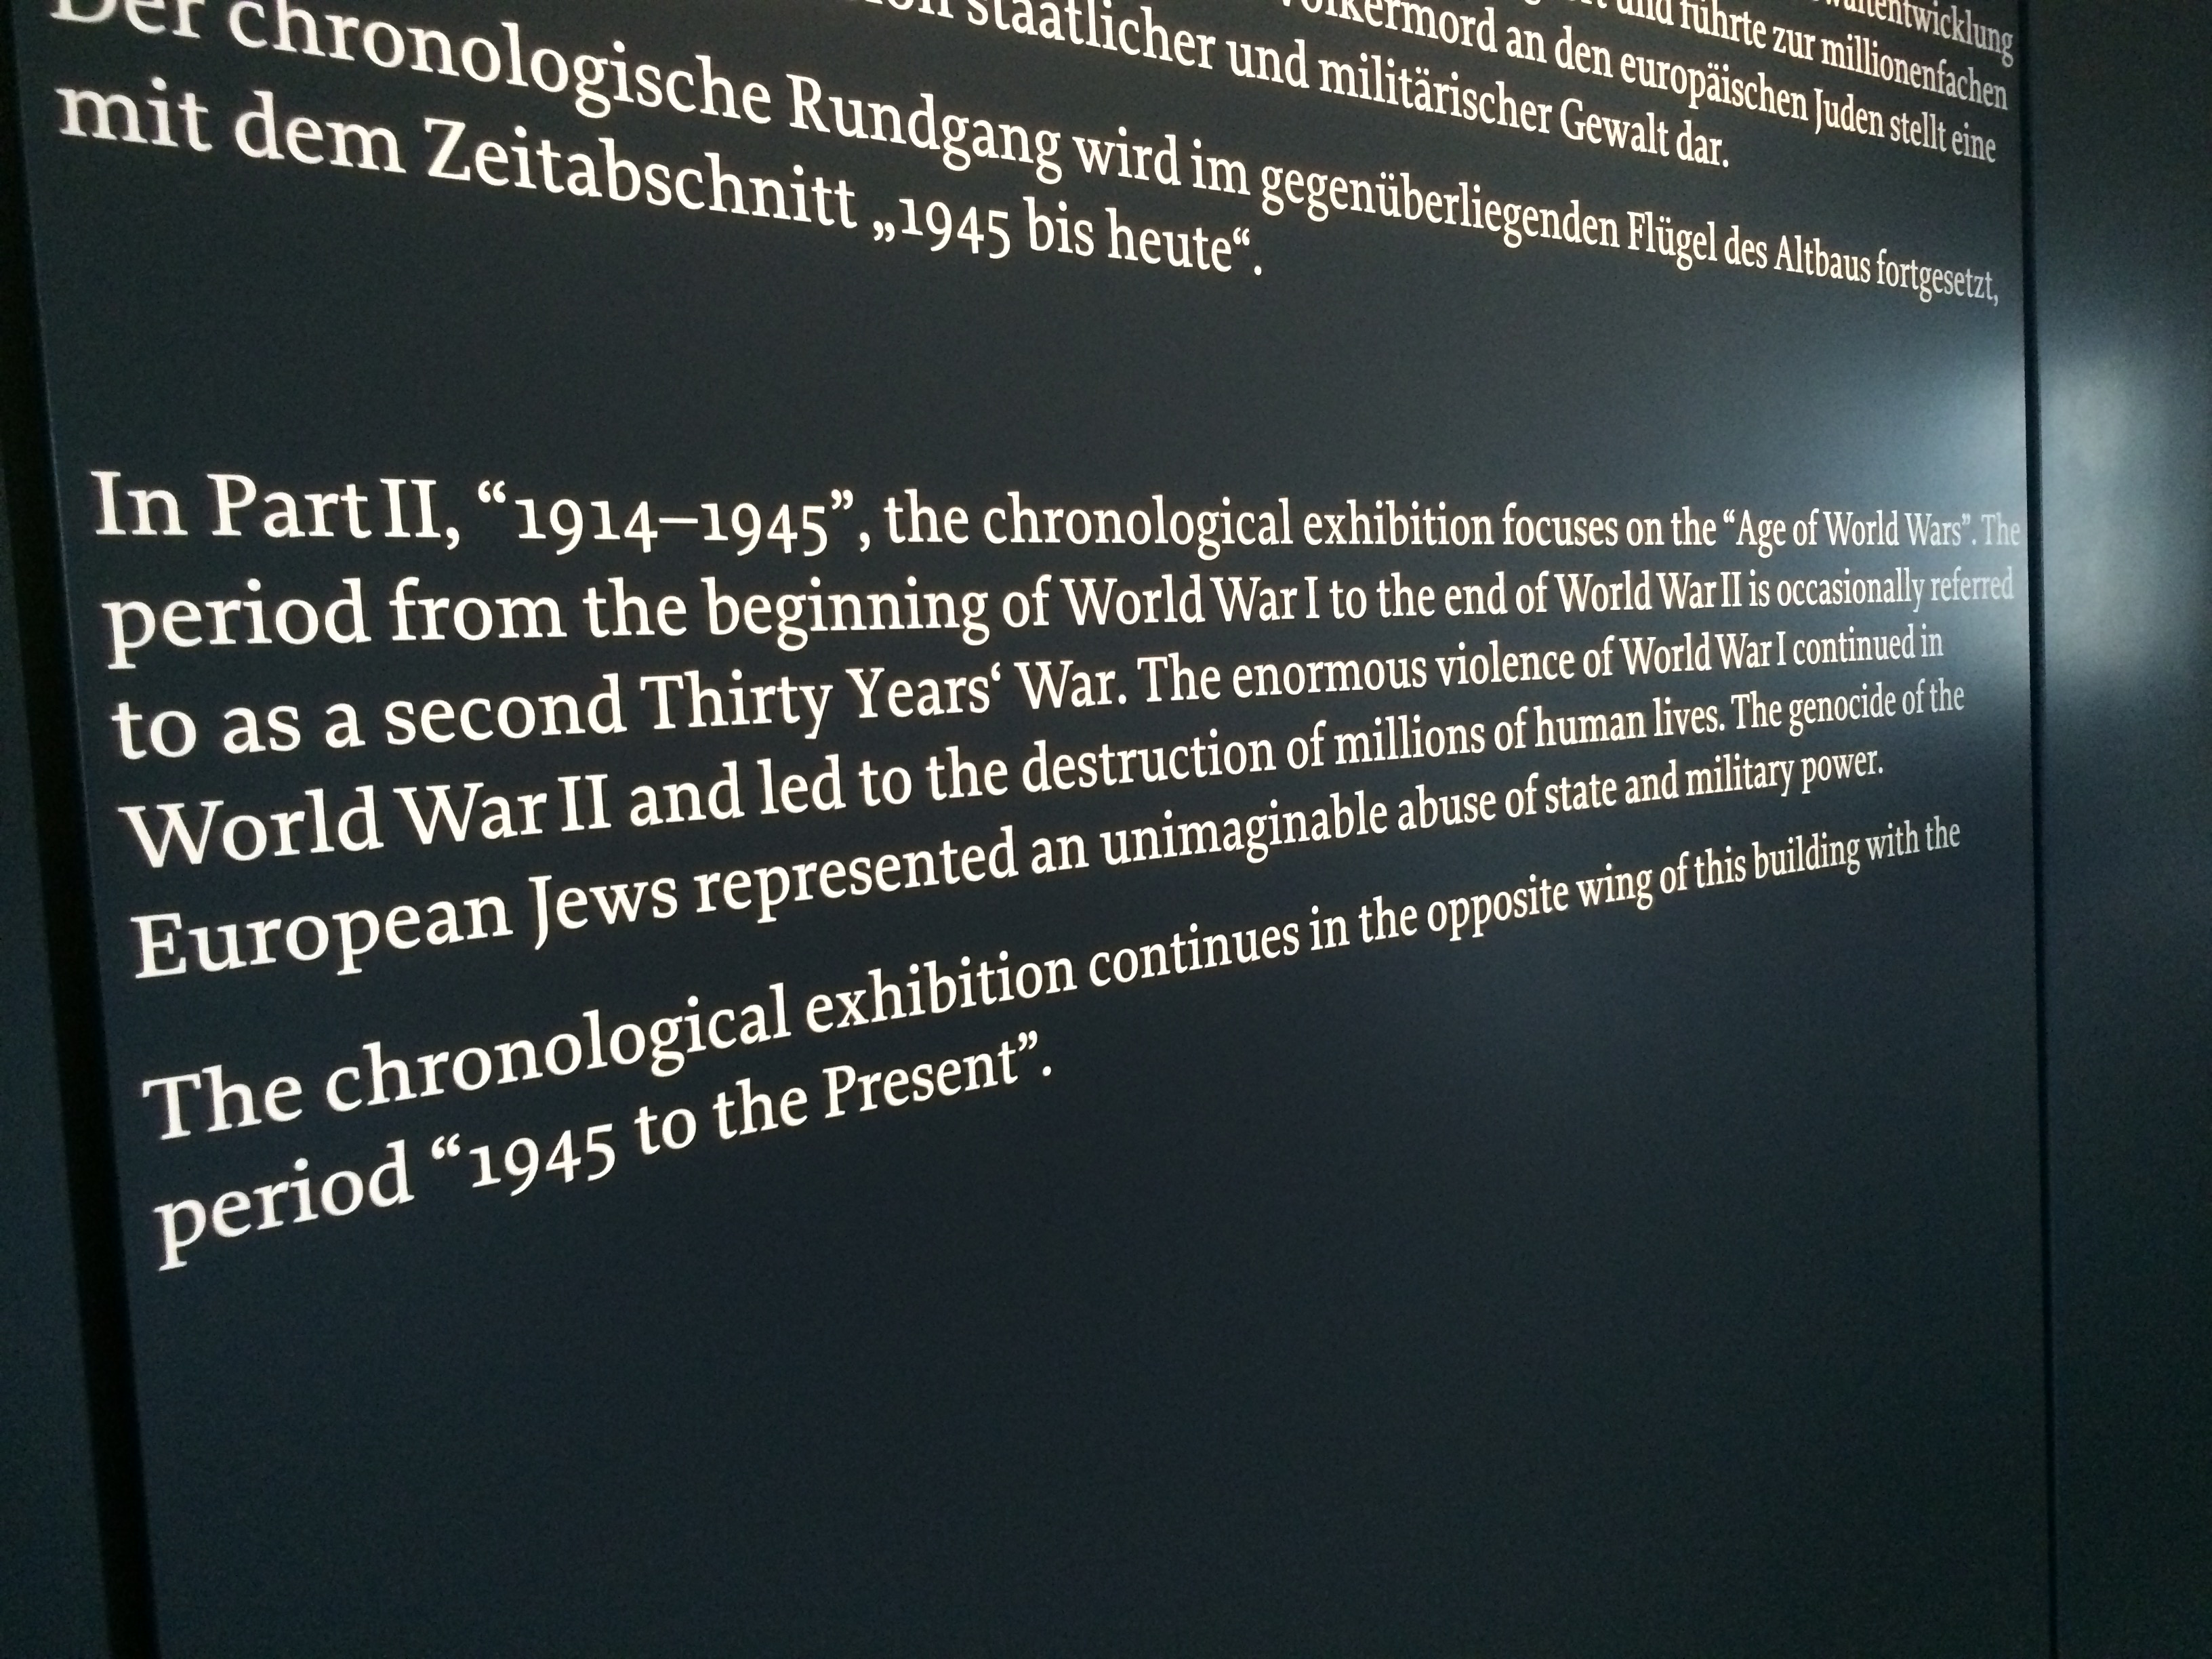 und führte zur millionenfachen
an den europäischen Juden stellt eine
staatlicher und militärischer Gewalt dar.
Der chronologische Rundgang wird im gegenüberliegenden Flügel des Altbaus fortgesetzt,
mit dem Zeitabschnitt „1945 bis heute“.
In Part II, “1914–1945”, the chronological exhibition focuses on the “Age of World Wars”. The
period from the beginning of World War I to the end of World War II is occasionally referred
to as a second Thirty Years‘ War. The enormous violence of World War I continued in
World War II and led to the destruction of millions of human lives. The genocide of the
European Jews represented an unimaginable abuse of state and military power.
The chronological exhibition continues in the opposite wing of this building with the
period “1945 to the Present”.